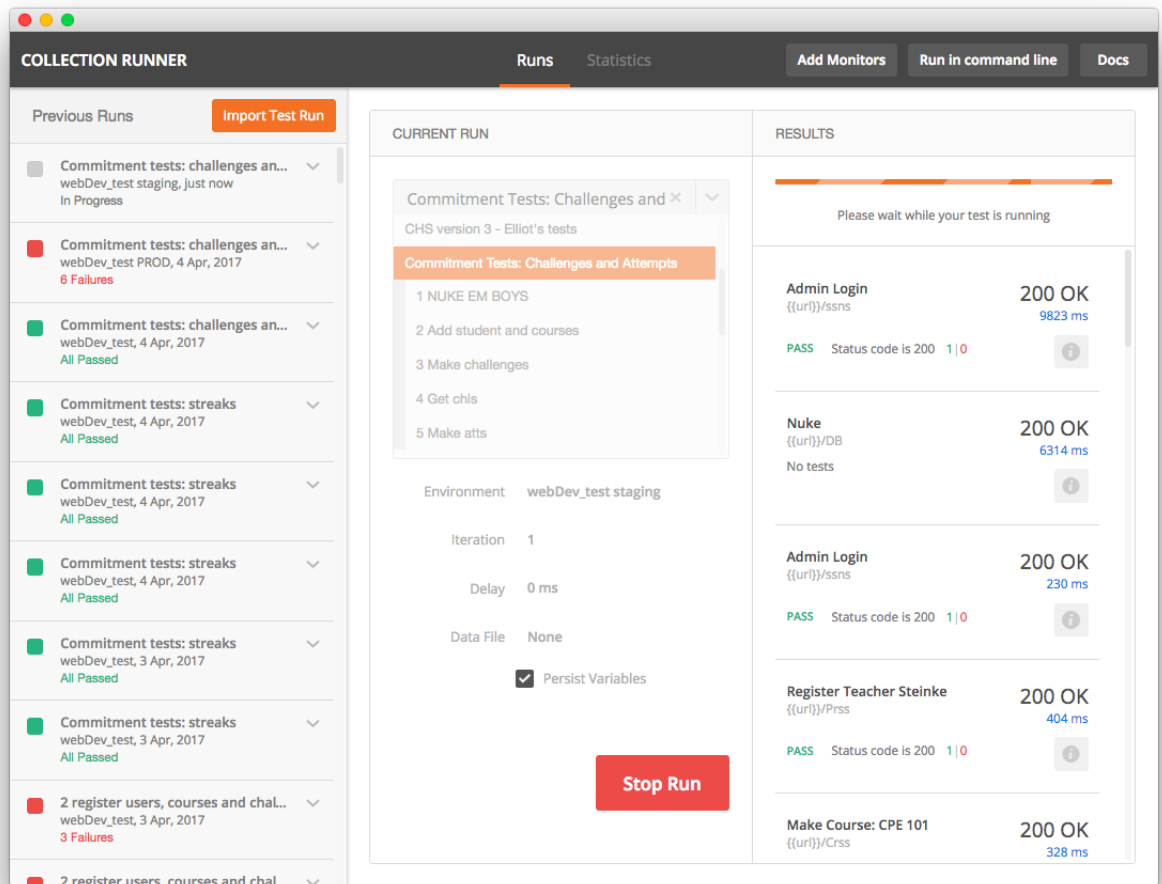 COLLECTION RUNNER
Runs
Statistics
Add Monitors
Run in command line
Docs
Previous Runs
Import Test Run
Commitment tests: challenges an...
webDev_test staging, just now
In Progress
Commitment tests: challenges an...
webDev_test PROD, 4 Apr, 2017
6 Failures
Commitment tests: challenges an...
webDev_test, 4 Apr, 2017
All Passed
Commitment tests: streaks
webDev_test, 4 Apr, 2017
All Passed
Commitment tests: streaks
webDev_test, 4 Apr, 2017
All Passed
Commitment tests: streaks
webDev_test, 4 Apr, 2017
All Passed
Commitment tests: streaks
webDev_test, 3 Apr, 2017
All Passed
Commitment tests: streaks
webDev_test, 3 Apr, 2017
All Passed
2 register users, courses and chal...
webDev_test, 3 Apr, 2017
3 Failures
2 register users, courses and chal...
CURRENT RUN
Commitment Tests: Challenges and
CHS version 3 - Elliot's tests
Commitment Tests: Challenges and Attempts
1 NUKE EM BOYS
2 Add student and courses
3 Make challenges
4 Get chls
5 Make atts
Environment webDev_test staging
Iteration 1
Delay 0 ms
Data File None
Persist Variables
Stop Run
RESULTS
Please wait while your test is running
Admin Login
200 OK
{{url}}/ssns
9823 ms
PASS Status code is 200 1|0
Nuke
200 OK
{{url}}/DB
6314 ms
No tests
Admin Login
200 OK
{{url}}/ssns
230 ms
PASS Status code is 200 1|0
Register Teacher Steinke
200 OK
{{url}}/Prss
404 ms
PASS Status code is 200 1|0
Make Course: CPE 101
200 OK
{{url}}/Crss
328 ms